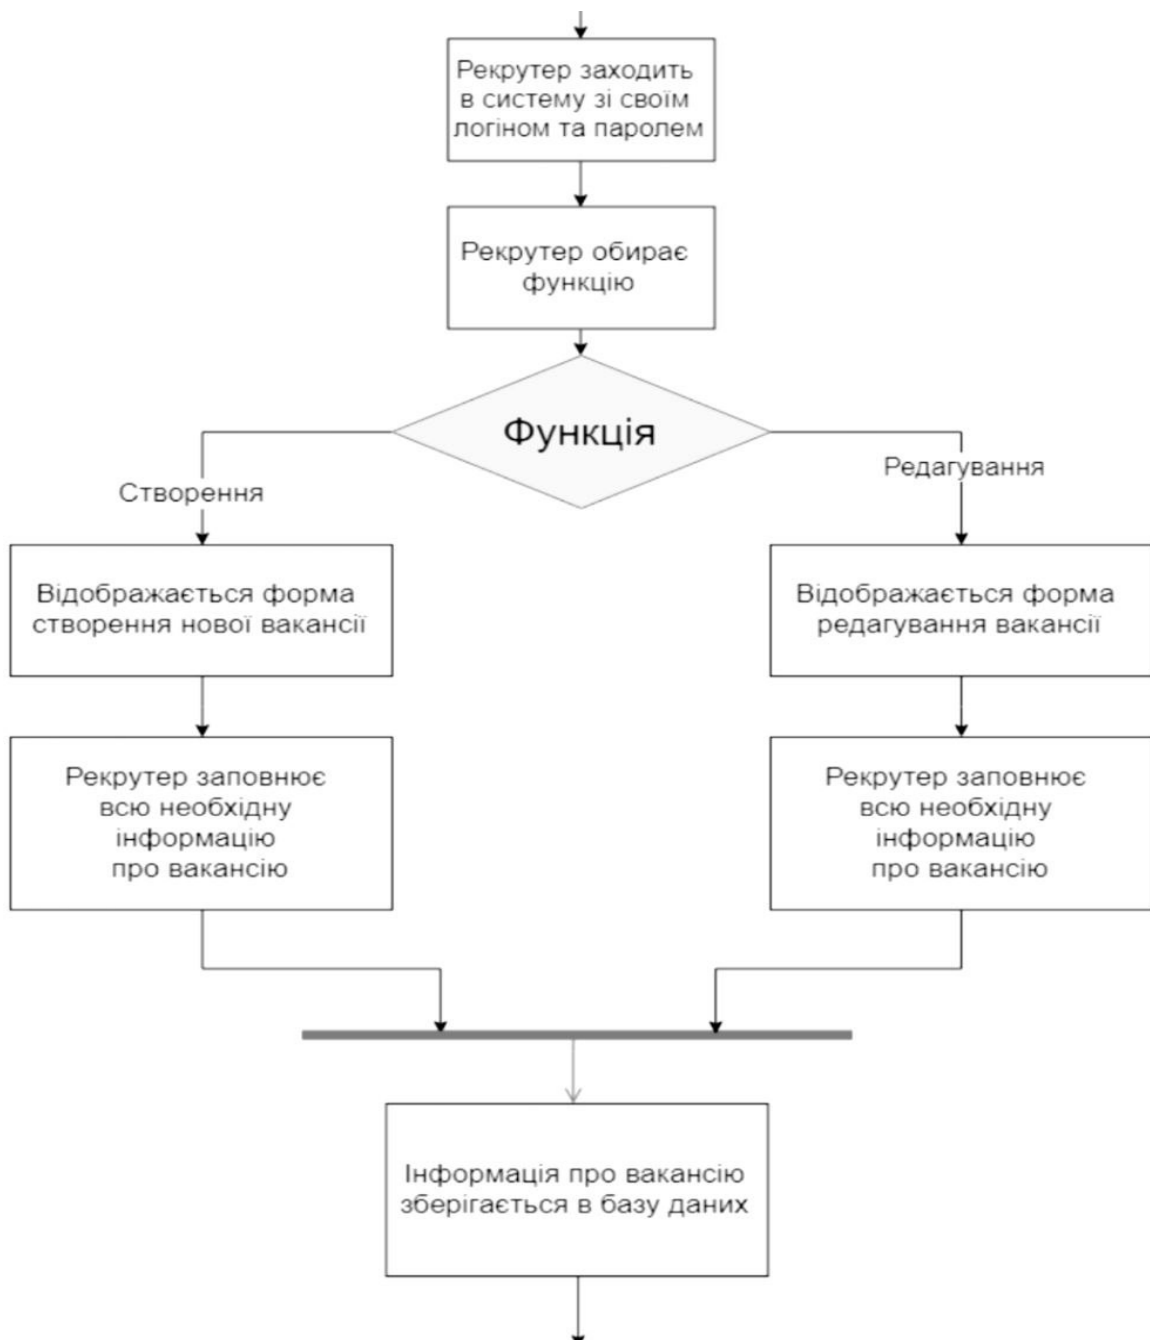 Рекрутер заходить
в систему зі своїм
логіном та паролем
Рекрутер обирає
функцію
Функція
Створення
Редагування
Відображається форма
створення нової вакансії
Відображається форма
редагування вакансії
Рекрутер заповнює
всю необхідну
інформацію
про вакансію
Рекрутер заповнює
всю необхідну
інформацію
про вакансію
Інформація про вакансію
зберігається в базу даних